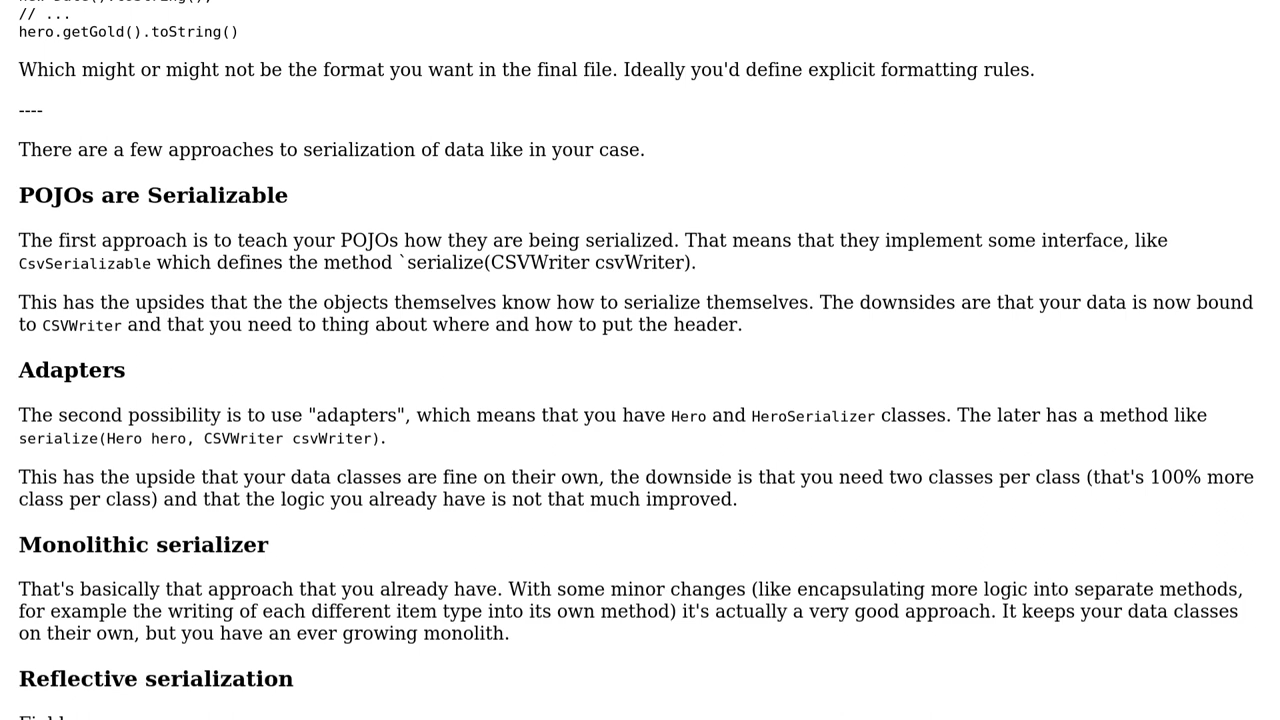 // ...
hero.getGold().toString()
Which might or might not be the format you want in the final file. Ideally you'd define explicit formatting rules.
----
There are a few approaches to serialization of data like in your case.
POJOs are Serializable
The first approach is to teach your POJOs how they are being serialized. That means that they implement some interface, like
CsvSerializable which defines the method `serialize(CSVWriter csvWriter).
This has the upsides that the the objects themselves know how to serialize themselves. The downsides are that your data is now bound
to CSVWriter and that you need to thing about where and how to put the header.
Adapters
The second possibility is to use "adapters", which means that you have Hero and HeroSerializer classes. The later has a method like
serialize(Hero hero, CSVWriter csvWriter).
This has the upside that your data classes are fine on their own, the downside is that you need two classes per class (that's 100% more
class per class) and that the logic you already have is not that much improved.
Monolithic serializer
That's basically that approach that you already have. With some minor changes (like encapsulating more logic into separate methods,
for example the writing of each different item type into its own method) it's actually a very good approach. It keeps your data classes
on their own, but you have an ever growing monolith.
Reflective serialization